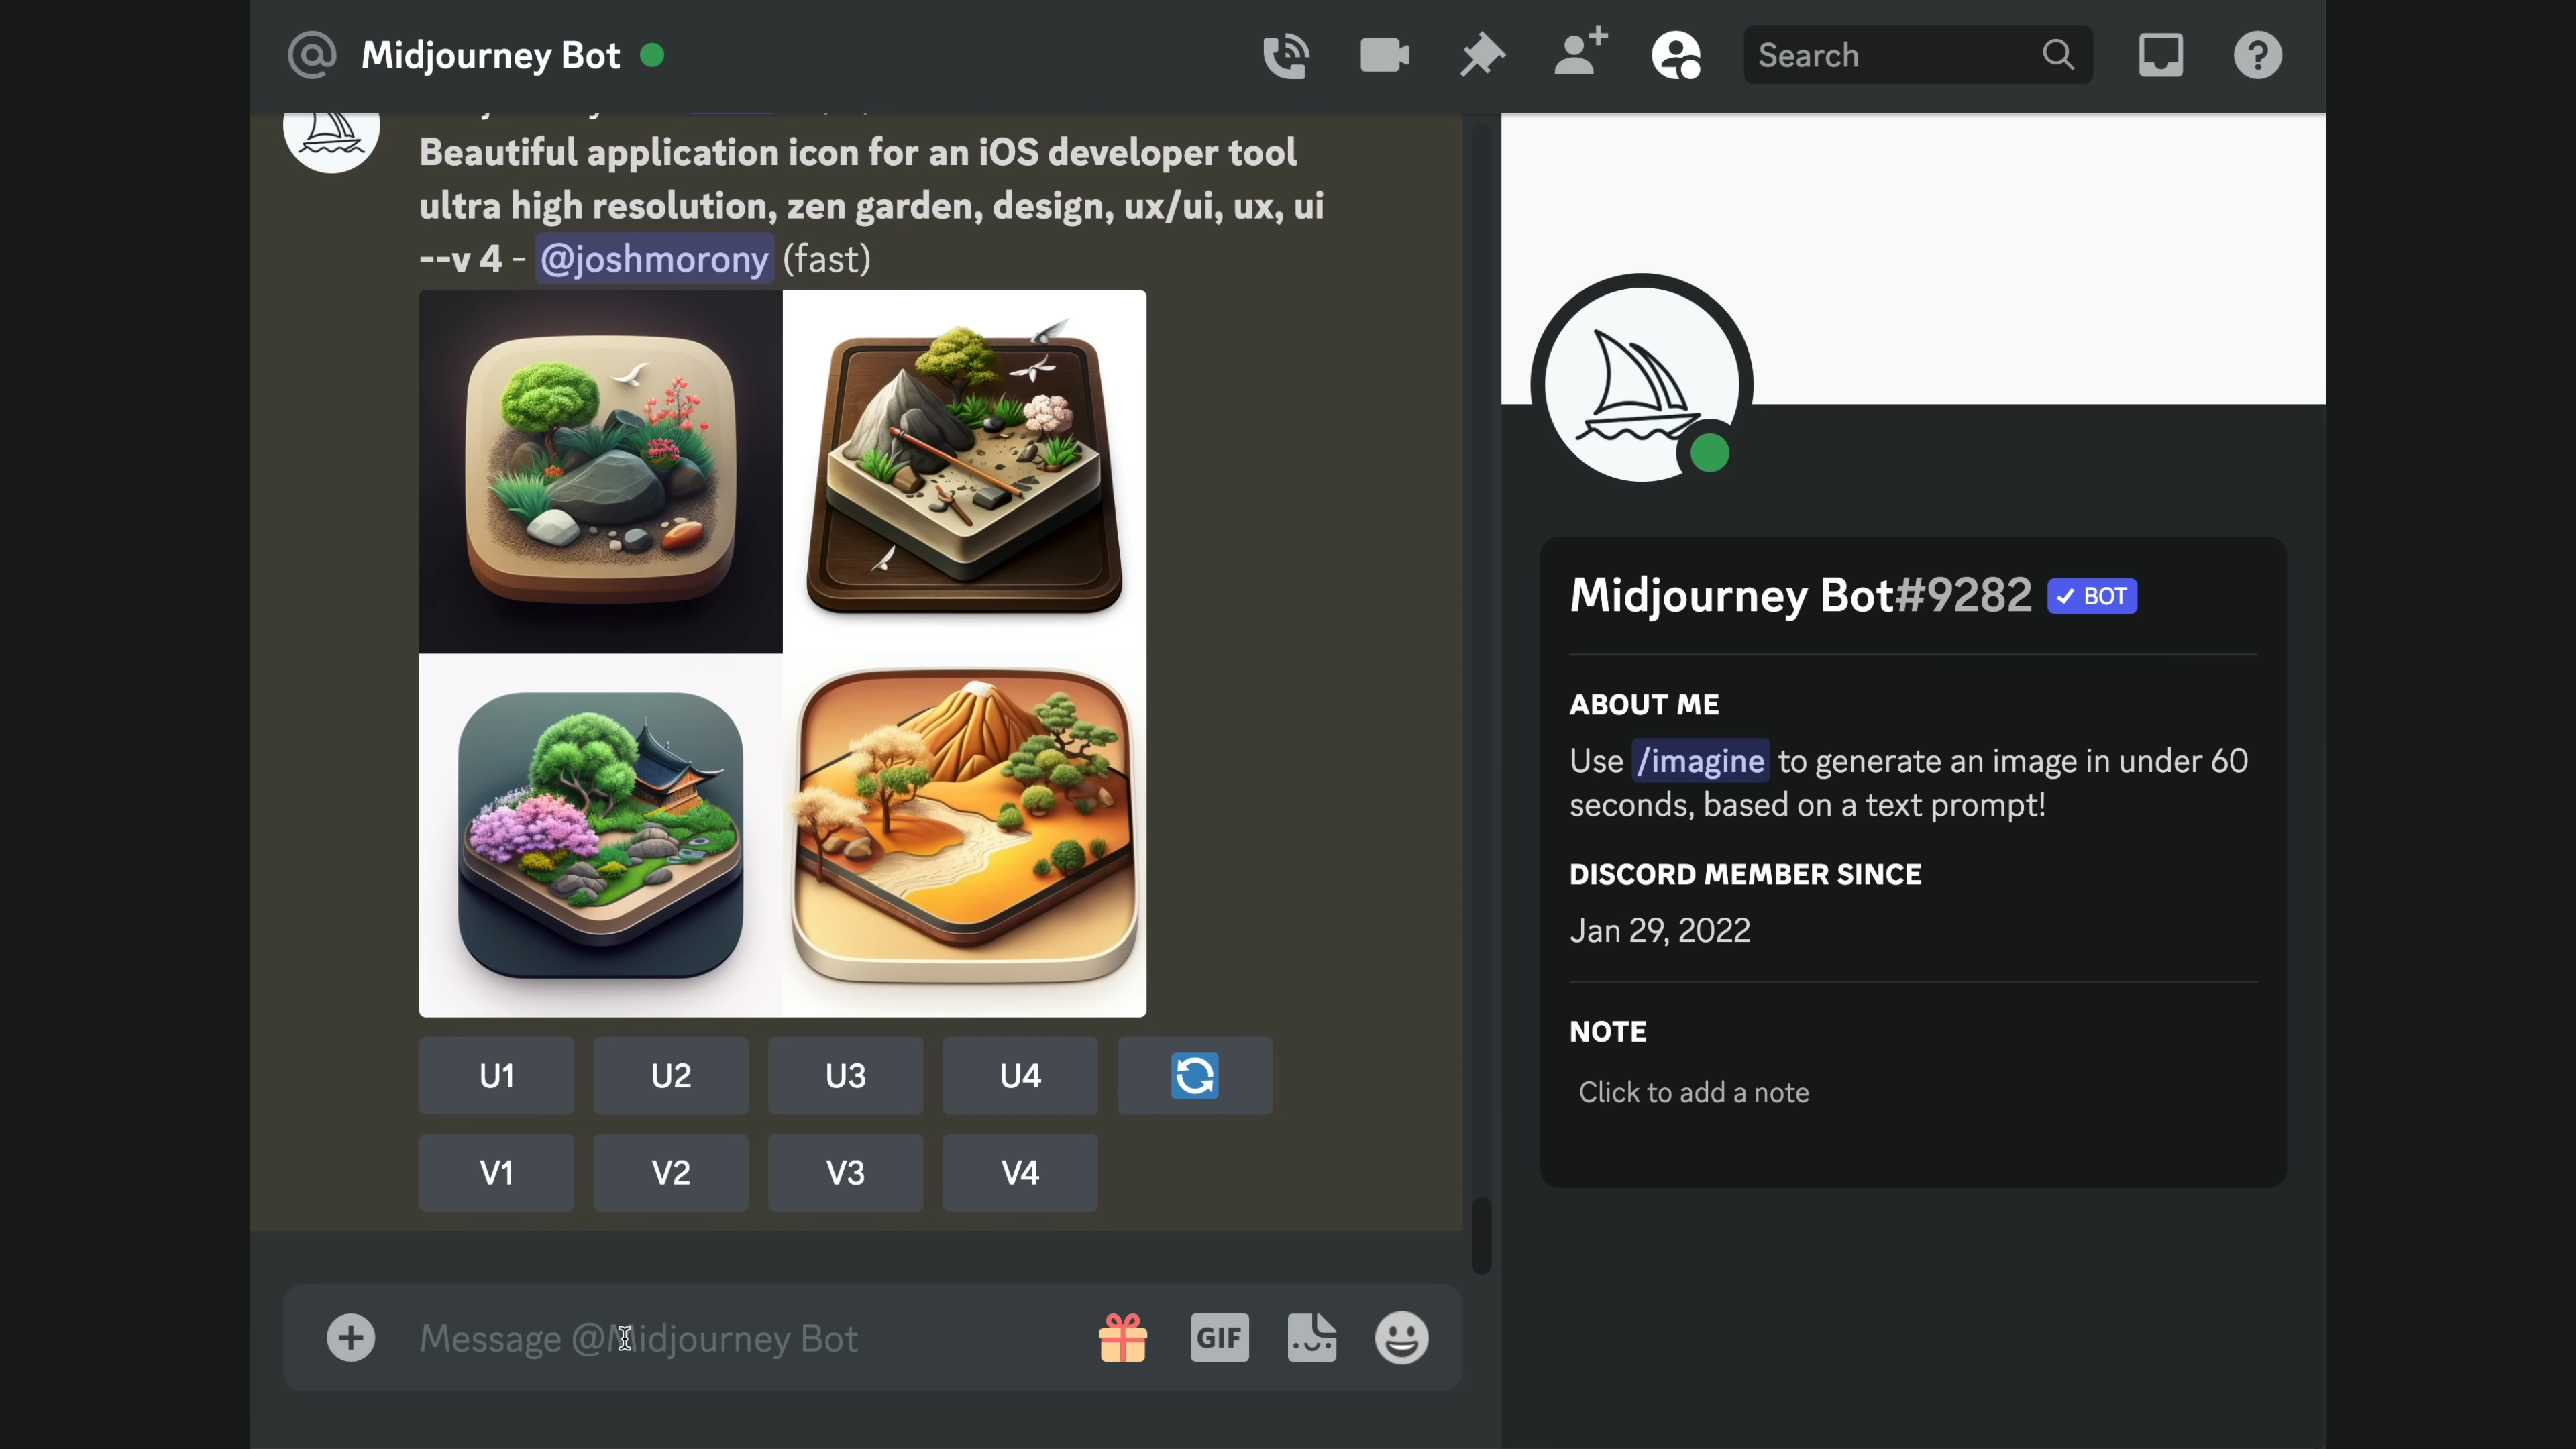 Midjourney Bot
Search
Beautiful application icon for an iOS developer tool
ultra high resolution, zen garden, design, ux/ui, ux, ui
--v 4 - @joshmorony (fast)
U1 U2 U3 U4
V1 V2 V3 V4
Message @Midjourney Bot
GIF
Midjourney Bot#9282 BOT
ABOUT ME
Use /imagine to generate an image in under 60
seconds, based on a text prompt!
DISCORD MEMBER SINCE
Jan 29, 2022
NOTE
Click to add a note